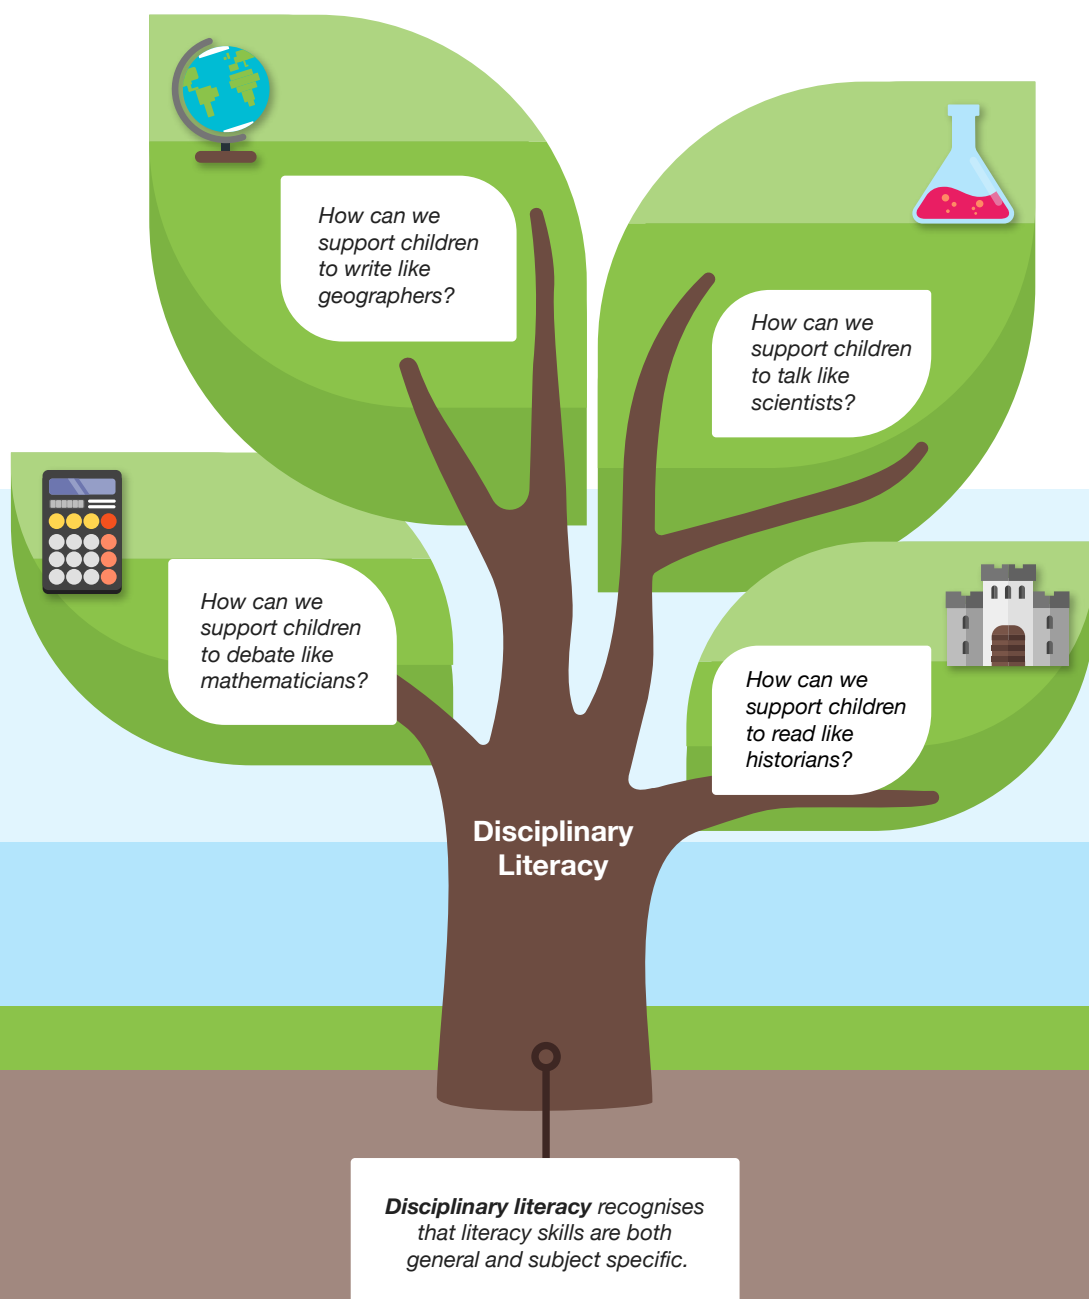 How can we
support children
to write like
geographers?
How can we
support children
to talk like
scientists?
How can we
support children
to debate like
mathematicians?
How can we
support children
to read like
historians?
Disciplinary
Literacy
Disciplinary literacy recognises
that literacy skills are both
general and subject specific.